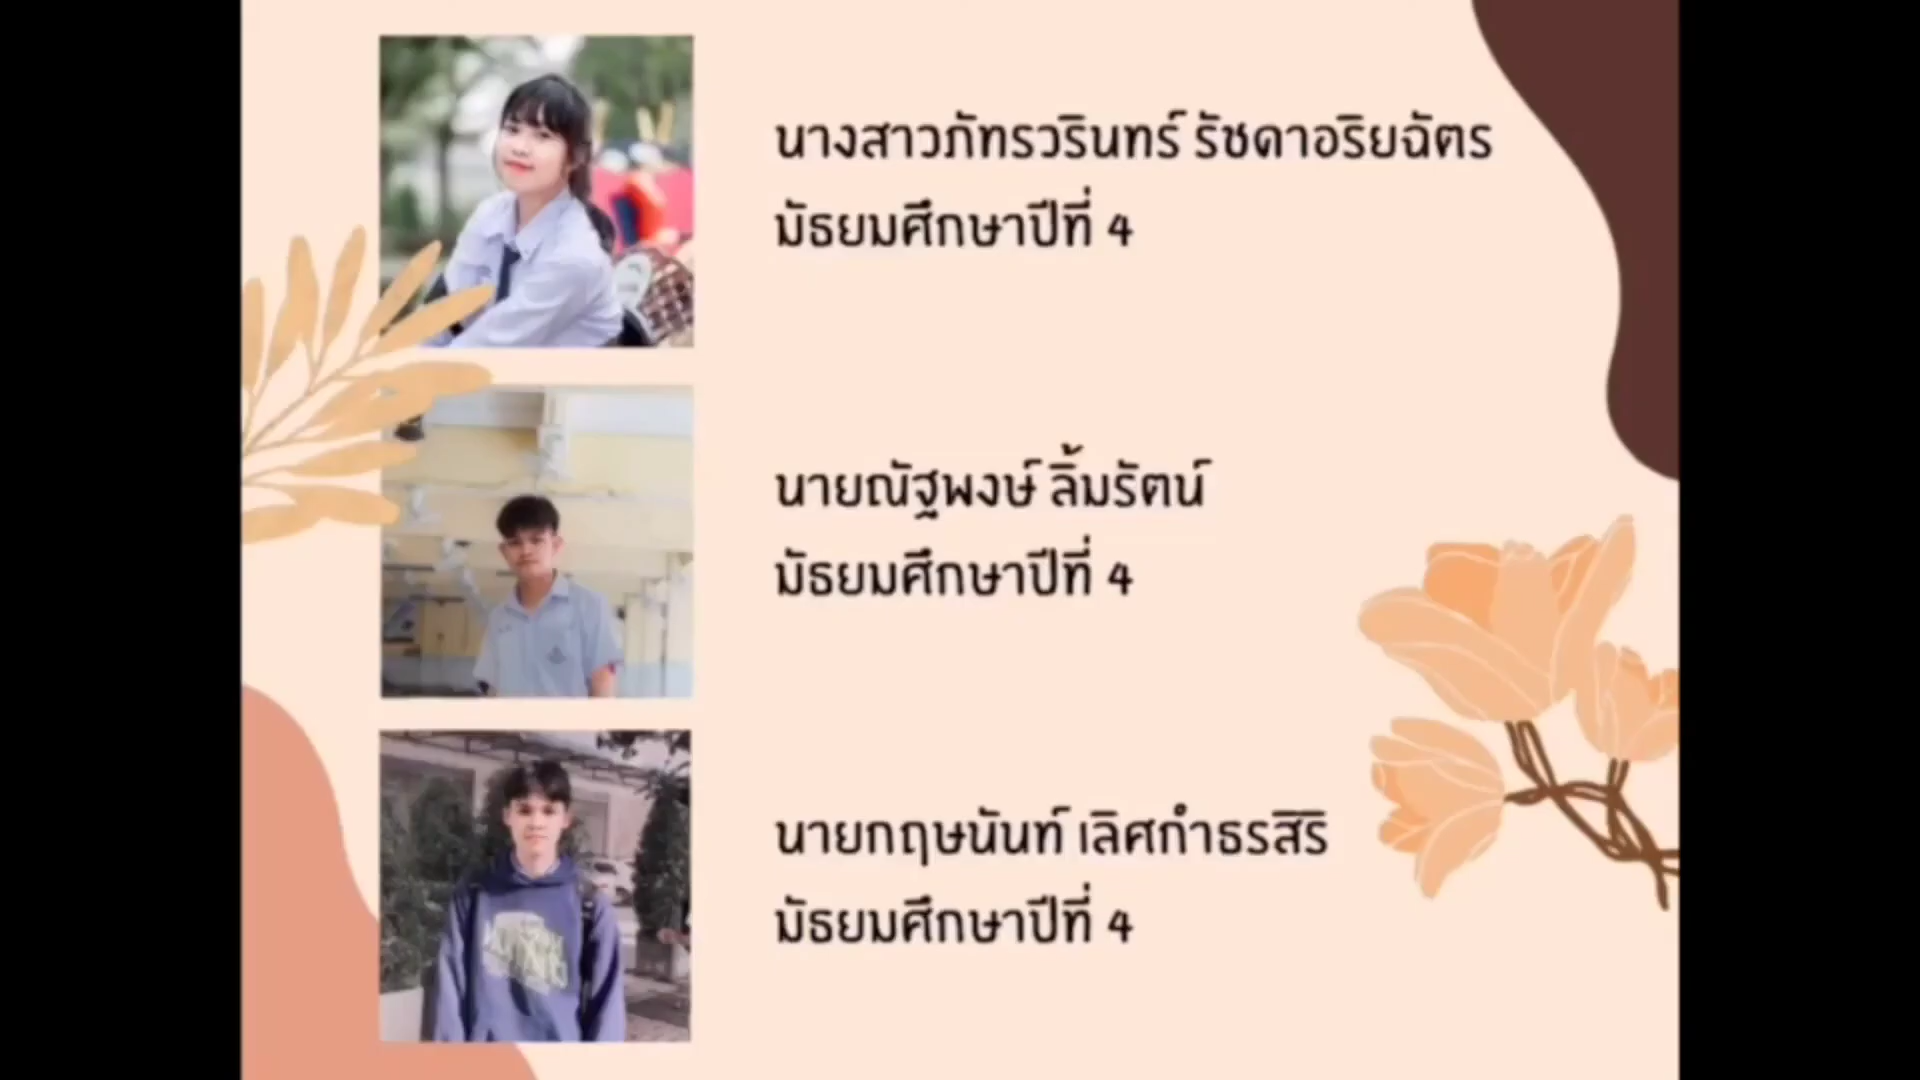 นางสาวภัทรวรินทร์ รัชดาอริยฉัตร
มัธยมศึกษาปีที่ 4
นายณัฐพงษ์ ลิ้มรัตน์
มัธยมศึกษาปีที่ 4
นายกฤษนันท์ เลิศกำธรสิริ
มัธยมศึกษาปีที่ 4